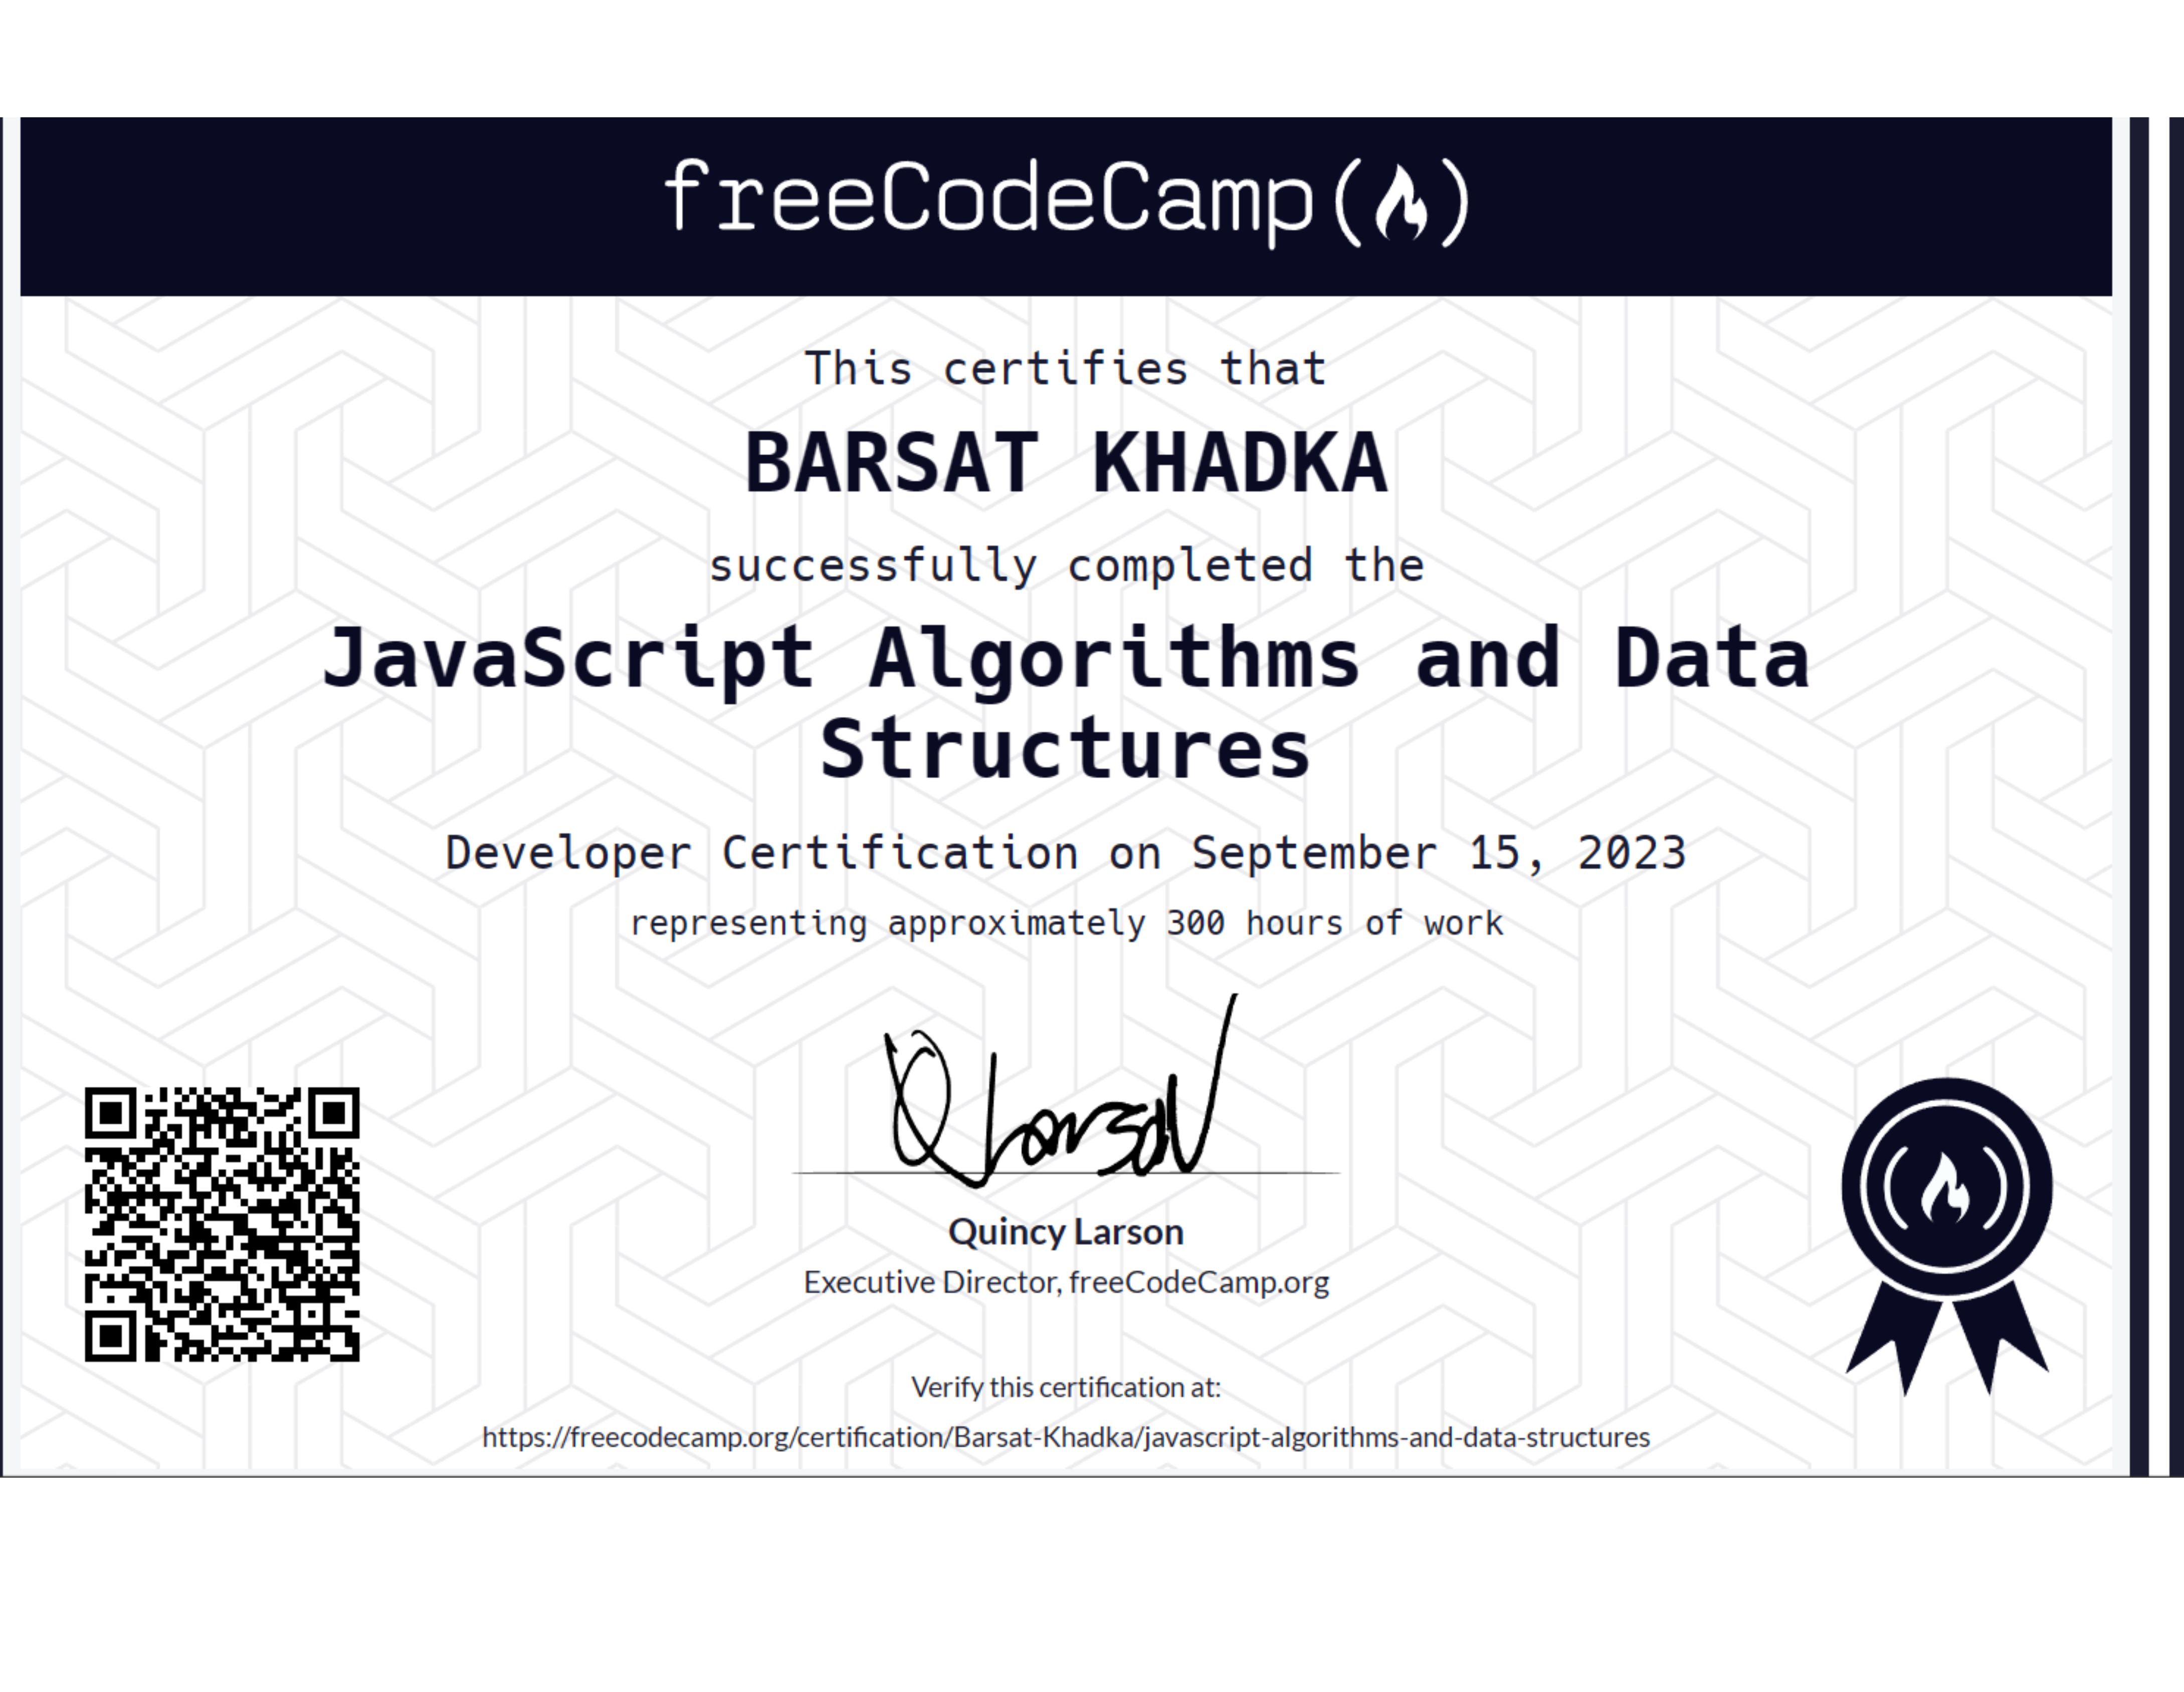 freeCodeCamp
This certifies that
BARSAT KHADKA
successfully completed the
JavaScript Algorithms and Data
Structures
Developer Certification on September 15, 2023
representing approximately 300 hours of work
Q Larson
Quincy Larson
Executive Director, freeCodeCamp.org
Verify this certification at:
https://freecodecamp.org/certification/Barsat-Khadka/javascript-algorithms-and-data-structures